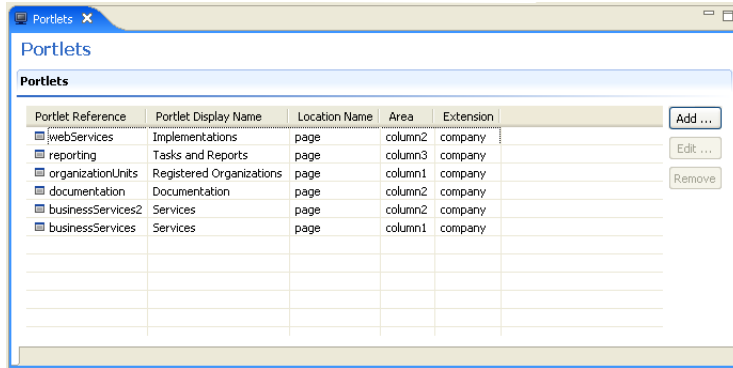 Portlets
Portlets
Portlets
Portlet Reference Portlet Display Name Location Name Area Extension
webServices Implementations page column2 company
reporting Tasks and Reports page column3 company
organizationUnits Registered Organizations page column1 company
documentation Documentation page column2 company
businessServices2 Services page column2 company
businessServices Services page column1 company
Add ...
Edit ...
Remove